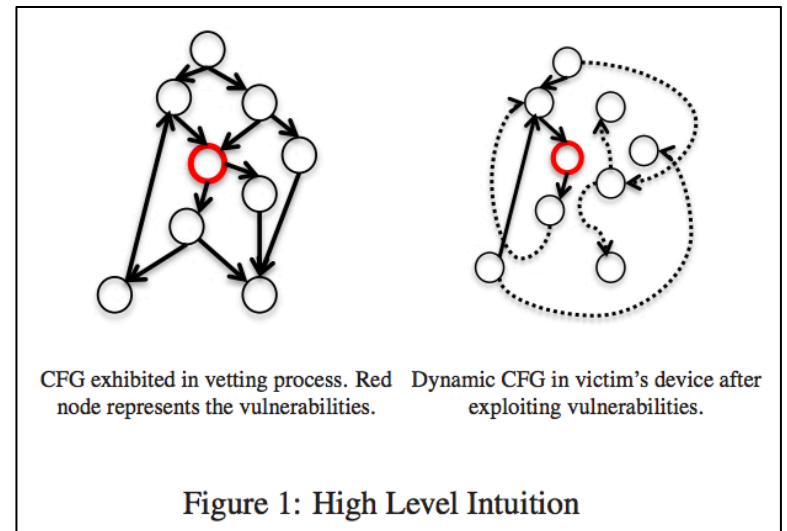 CFG exhibited in vetting process. Red
node represents the vulnerabilities.
Dynamic CFG in victim's device after
exploiting vulnerabilities.
Figure 1: High Level Intuition